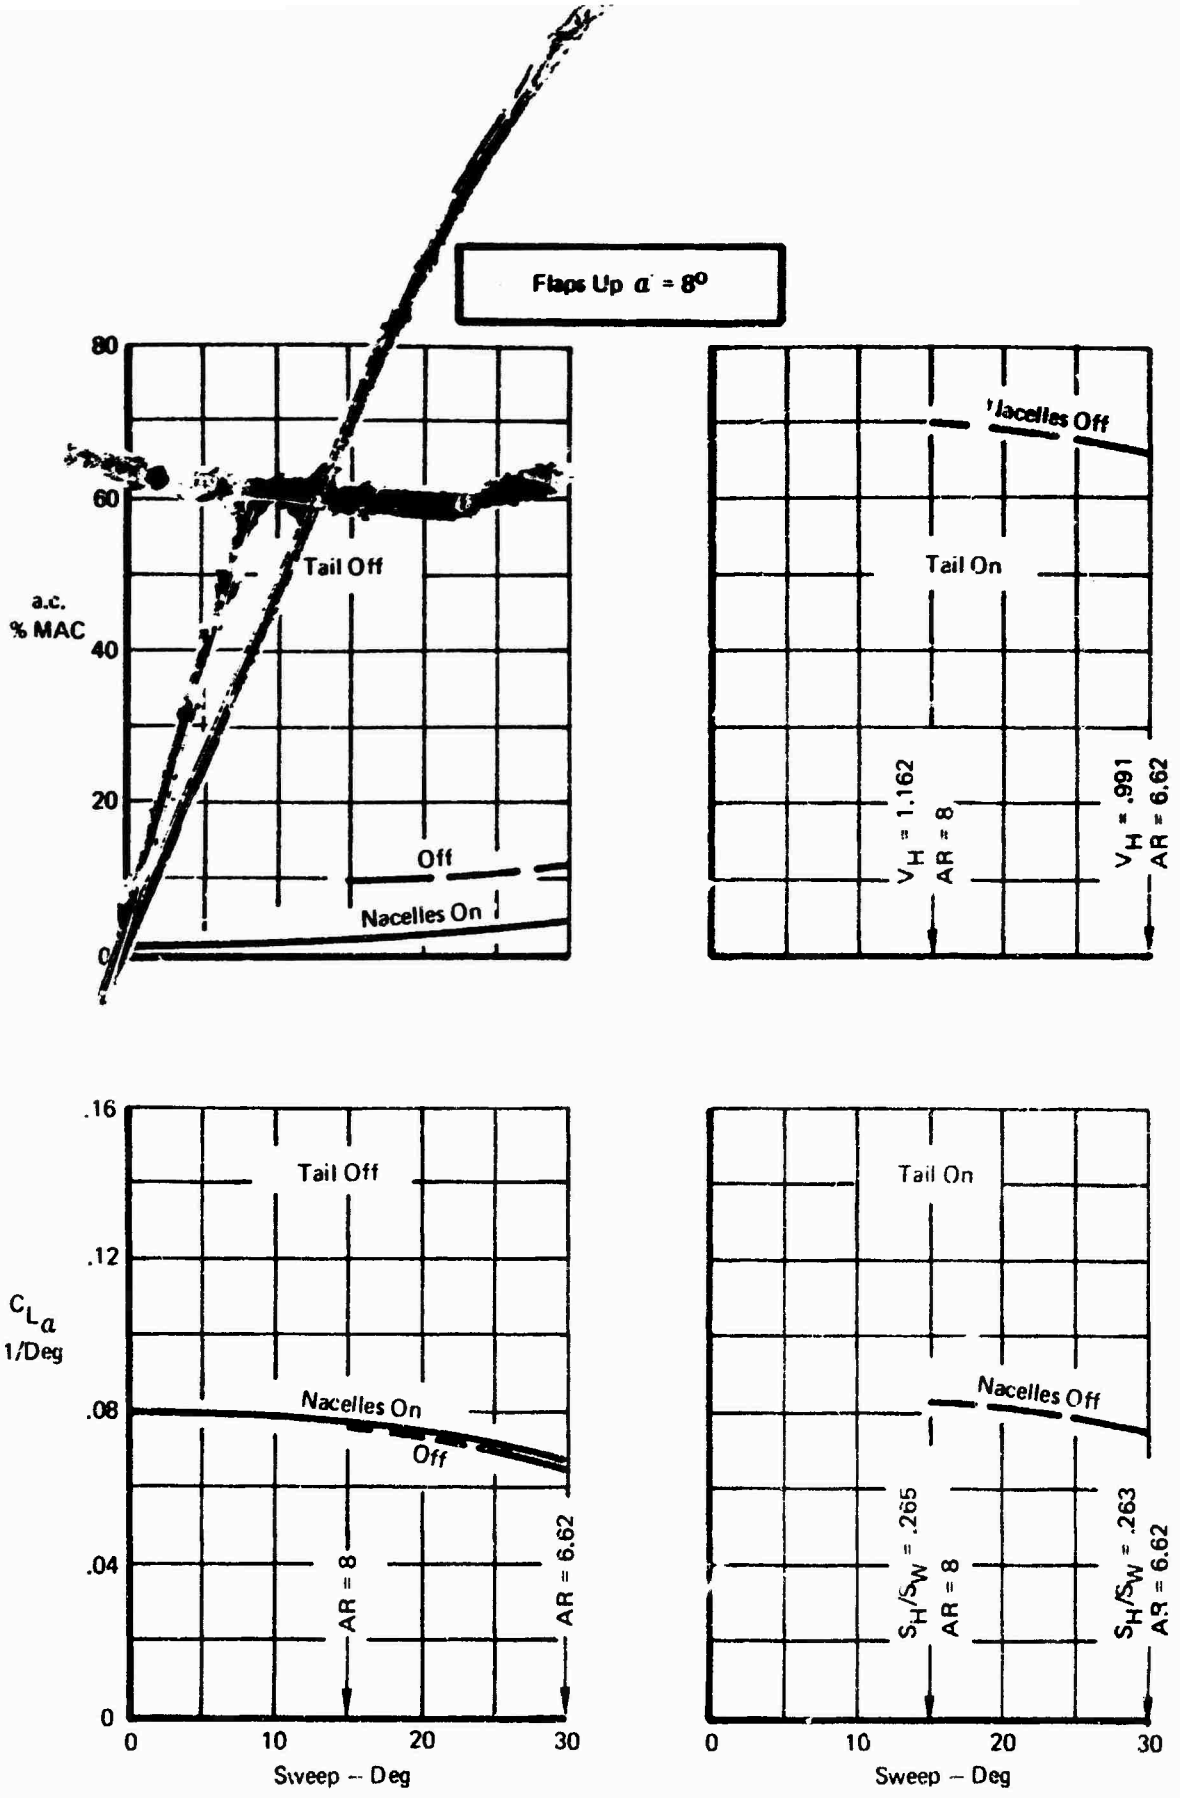 Flaps Up α = 8º
80
60
40
20
0
a.c.
% MAC
Tail Off
Off
Nacelles On
Nacelles Off
Tail On
V_H = 1.162
AR = 8
V_H = .991
AR = 6.62
.16
.12
.08
.04
0
C_Lα
1/Deg
Tail Off
Nacelles On
Off
AR = 8
AR = 6.62
0 10 20 30
Sweep – Deg
Tail On
Nacelles Off
S_H/S_W = .265
AR = 8
S_H/S_W = .263
AR = 6.62
0 10 20 30
Sweep – Deg